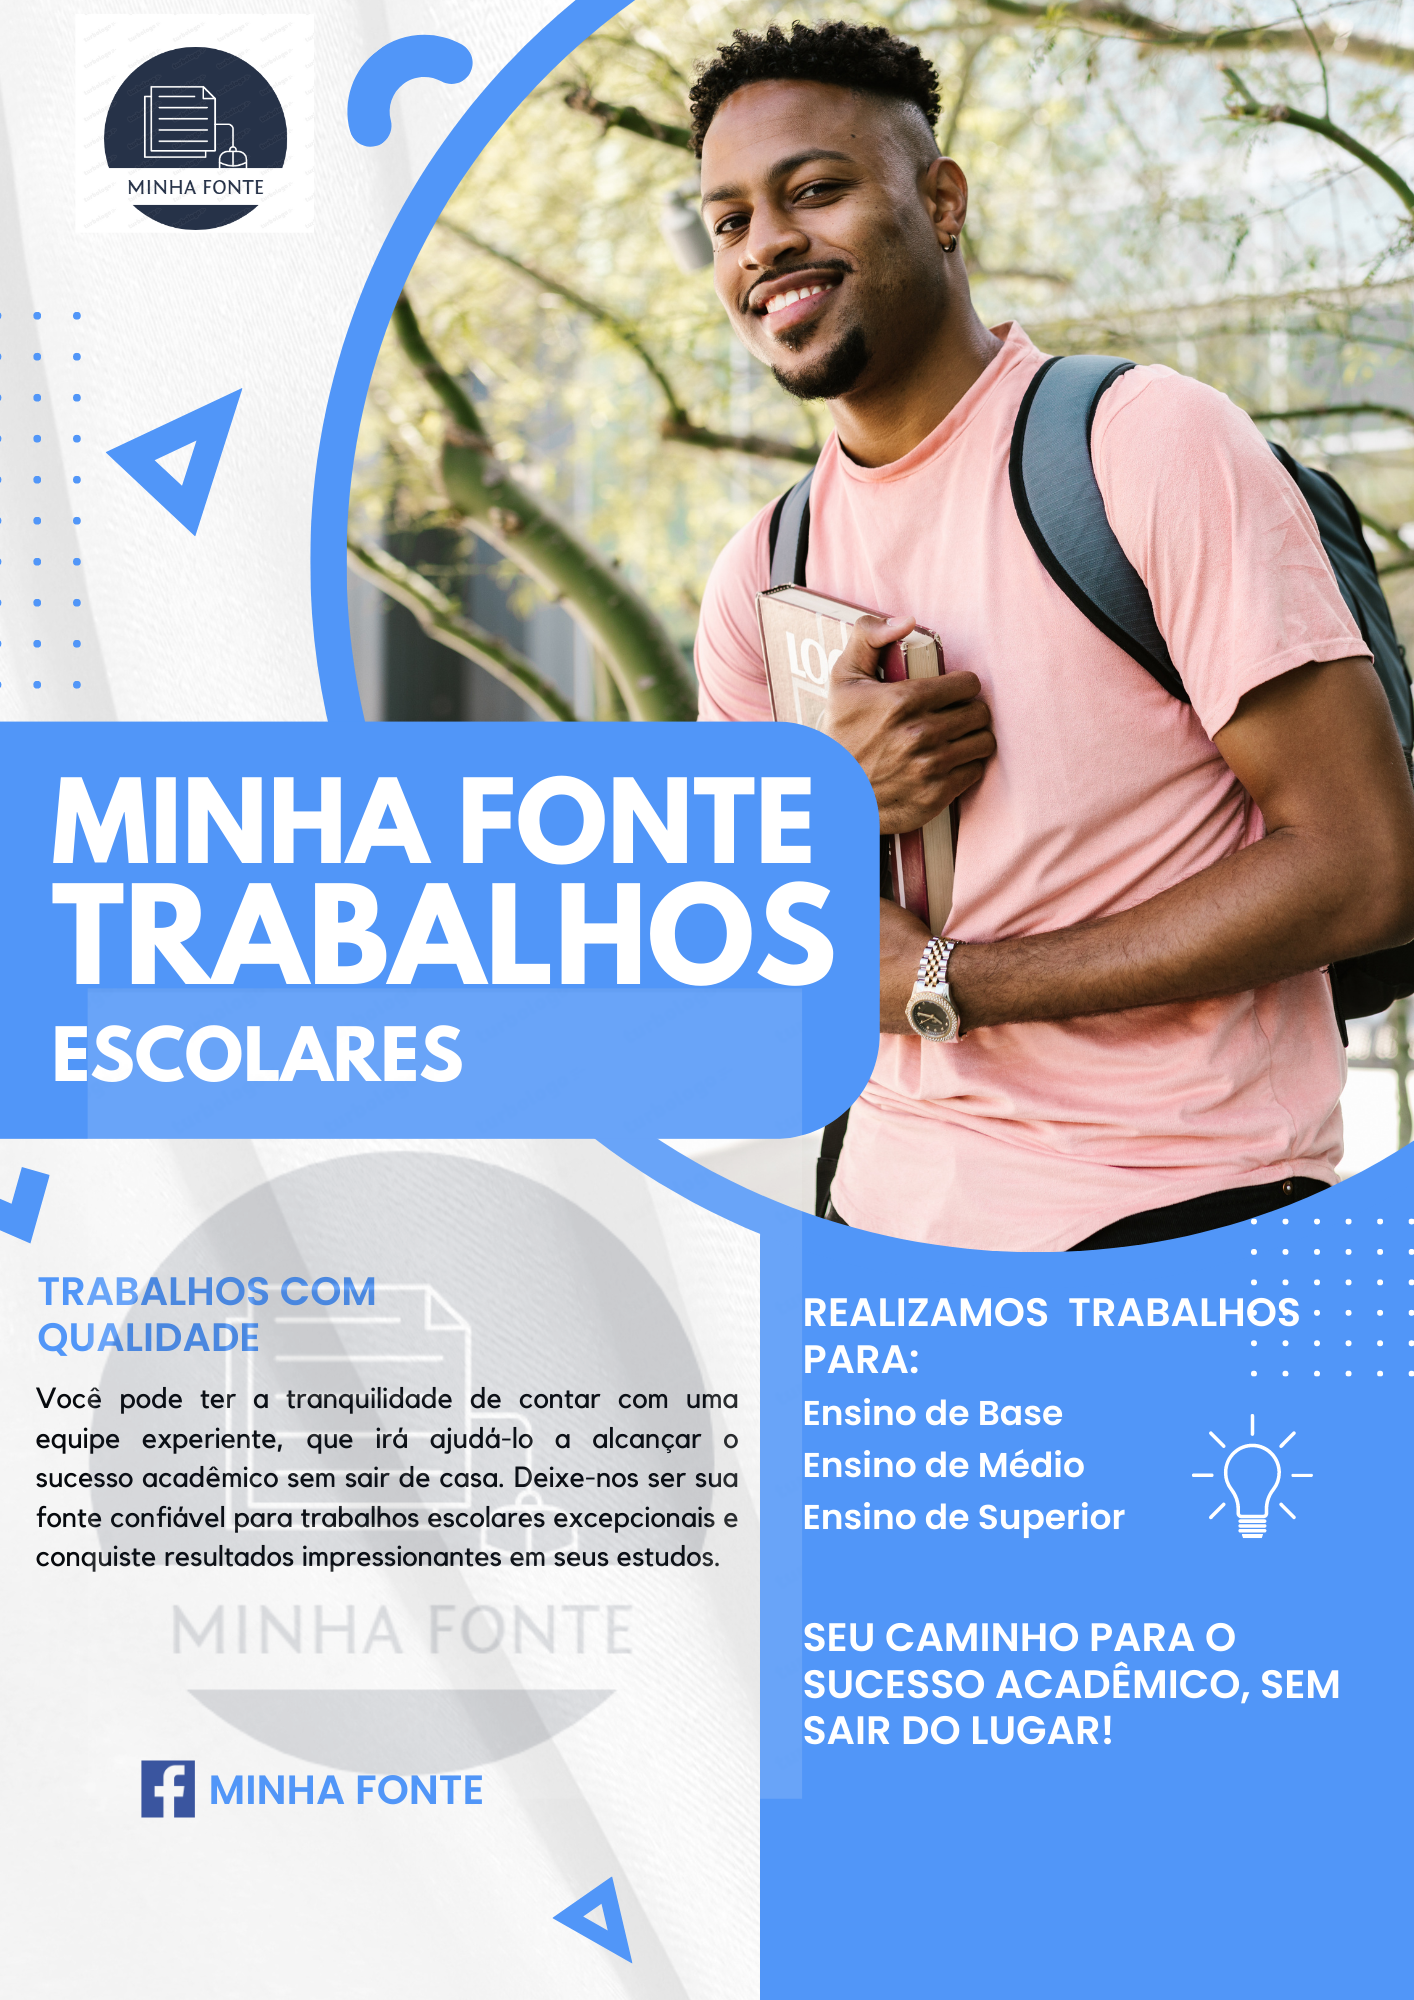 MINHA FONTE
MINHA FONTE
TRABALHOS
ESCOLARES
TRABALHOS COM
QUALIDADE
Você pode ter a tranquilidade de contar com uma
equipe experiente, que irá ajudá-lo a alcançar o
sucesso acadêmico sem sair de casa. Deixe-nos ser sua
fonte confiável para trabalhos escolares excepcionais e
conquiste resultados impressionantes em seus estudos.
MINHA FONTE
MINHA FONTE
REALIZAMOS TRABALHOS
PARA:
Ensino de Base
Ensino de Médio
Ensino de Superior
SEU CAMINHO PARA O
SUCESSO ACADÊMICO, SEM
SAIR DO LUGAR!